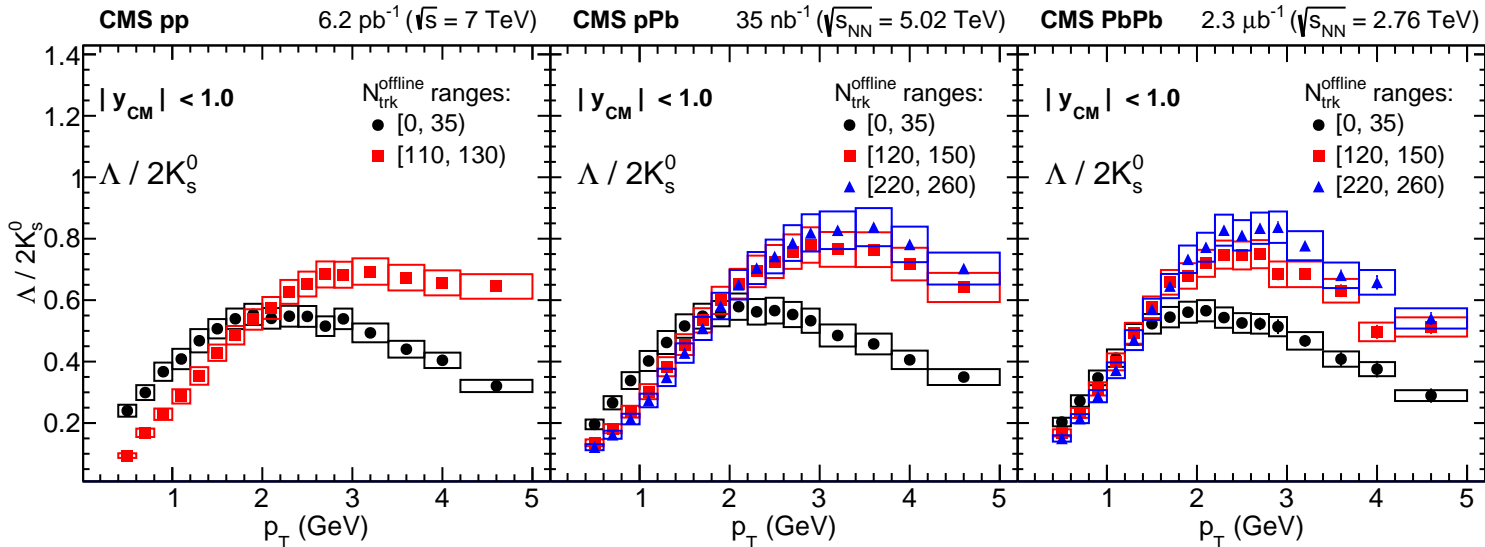 CMS pp 6.2 pb⁻¹ (√s = 7 TeV)
| y_CM | < 1.0
N_trk^offline ranges:
[0, 35)
[110, 130)
Λ / 2K_s^0
Λ / 2K_s^0
1.4
1.2
1
0.8
0.6
0.4
0.2
1 2 3 4 5
p_T (GeV)
CMS pPb 35 nb⁻¹ (√s_NN = 5.02 TeV)
| y_CM | < 1.0
N_trk^offline ranges:
[0, 35)
[120, 150)
[220, 260)
Λ / 2K_s^0
1 2 3 4 5
p_T (GeV)
CMS PbPb 2.3 μb⁻¹ (√s_NN = 2.76 TeV)
| y_CM | < 1.0
N_trk^offline ranges:
[0, 35)
[120, 150)
[220, 260)
Λ / 2K_s^0
1 2 3 4 5
p_T (GeV)